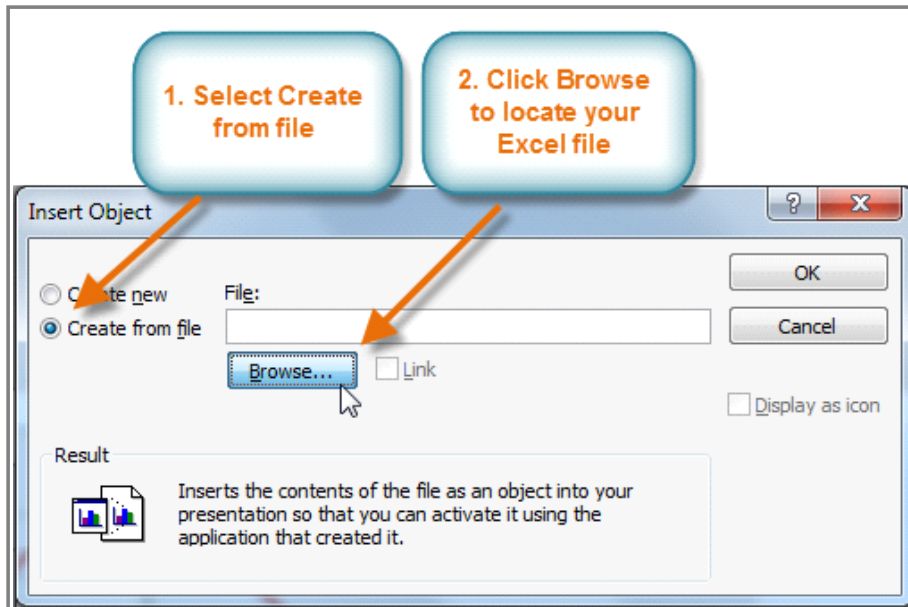 1. Select Create
from file
2. Click Browse
to locate your
Excel file
Insert Object
Create new
File:
OK
Create from file
Cancel
Browse...
Link
Display as icon
Result
Inserts the contents of the file as an object into your
presentation so that you can activate it using the
application that created it.